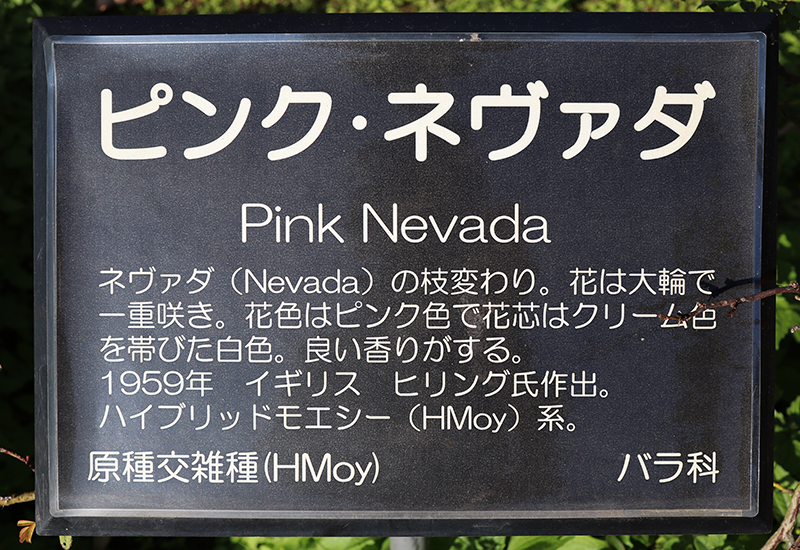 ピンク・ネヴァダ
Pink Nevada
ネヴァダ（Nevada）の枝変わり。花は大輪で
一重咲き。花色はピンク色で花芯はクリーム色
を帯びた白色。良い香りがする。
1959年　イギリス　ヒリング氏作出。
ハイブリッドモエシー（HMoy）系。
原種交雑種(HMoy)　バラ科